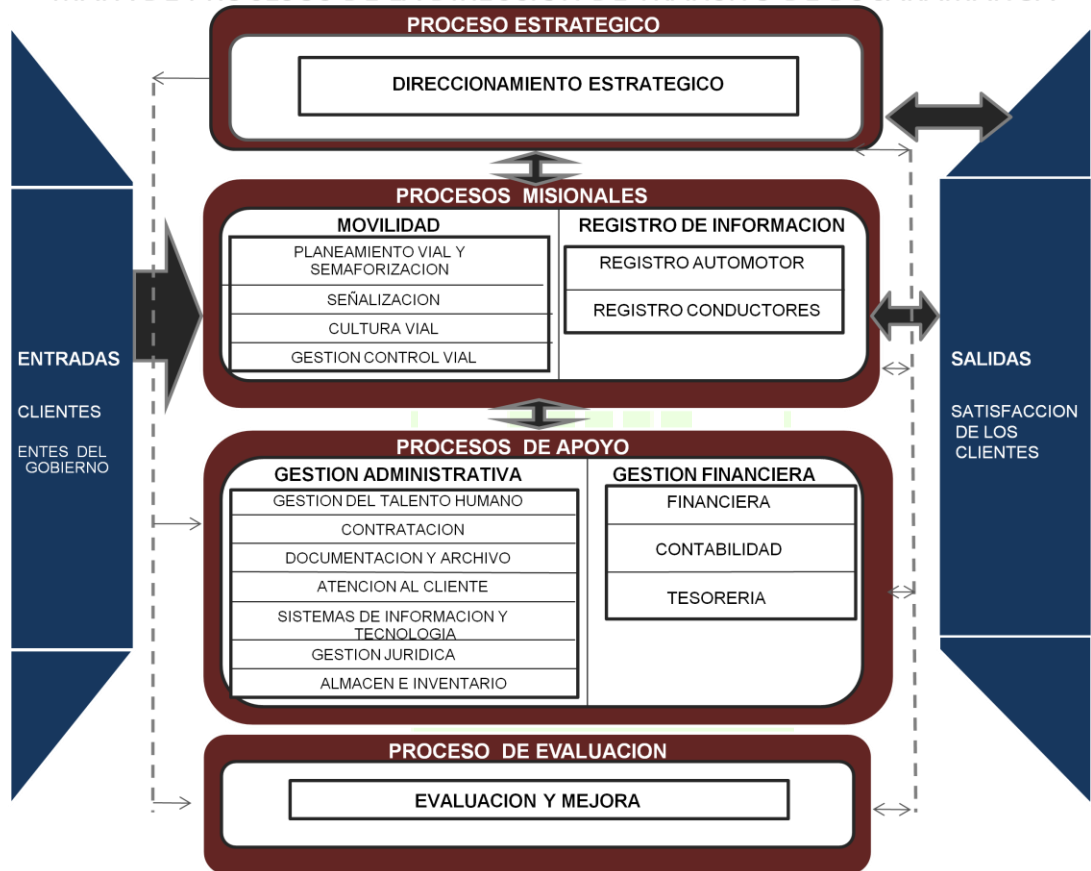 PROCESO ESTRATEGICO
DIRECCIONAMIENTO ESTRATEGICO
PROCESOS MISIONALES
MOVILIDAD
PLANEAMIENTO VIAL Y
SEMAFORIZACION
SEÑALIZACION
CULTURA VIAL
GESTION CONTROL VIAL
REGISTRO DE INFORMACION
REGISTRO AUTOMOTOR
REGISTRO CONDUCTORES
ENTRADAS
CLIENTES
ENTES DEL
GOBIERNO
SALIDAS
SATISFACCION
DE LOS
CLIENTES
PROCESOS DE APOYO
GESTION ADMINISTRATIVA
GESTION DEL TALENTO HUMANO
CONTRATACION
DOCUMENTACION Y ARCHIVO
ATENCION AL CLIENTE
SISTEMAS DE INFORMACION Y
TECNOLOGIA
GESTION JURIDICA
ALMACEN E INVENTARIO
GESTION FINANCIERA
FINANCIERA
CONTABILIDAD
TESORERIA
PROCESO DE EVALUACION
EVALUACION Y MEJORA